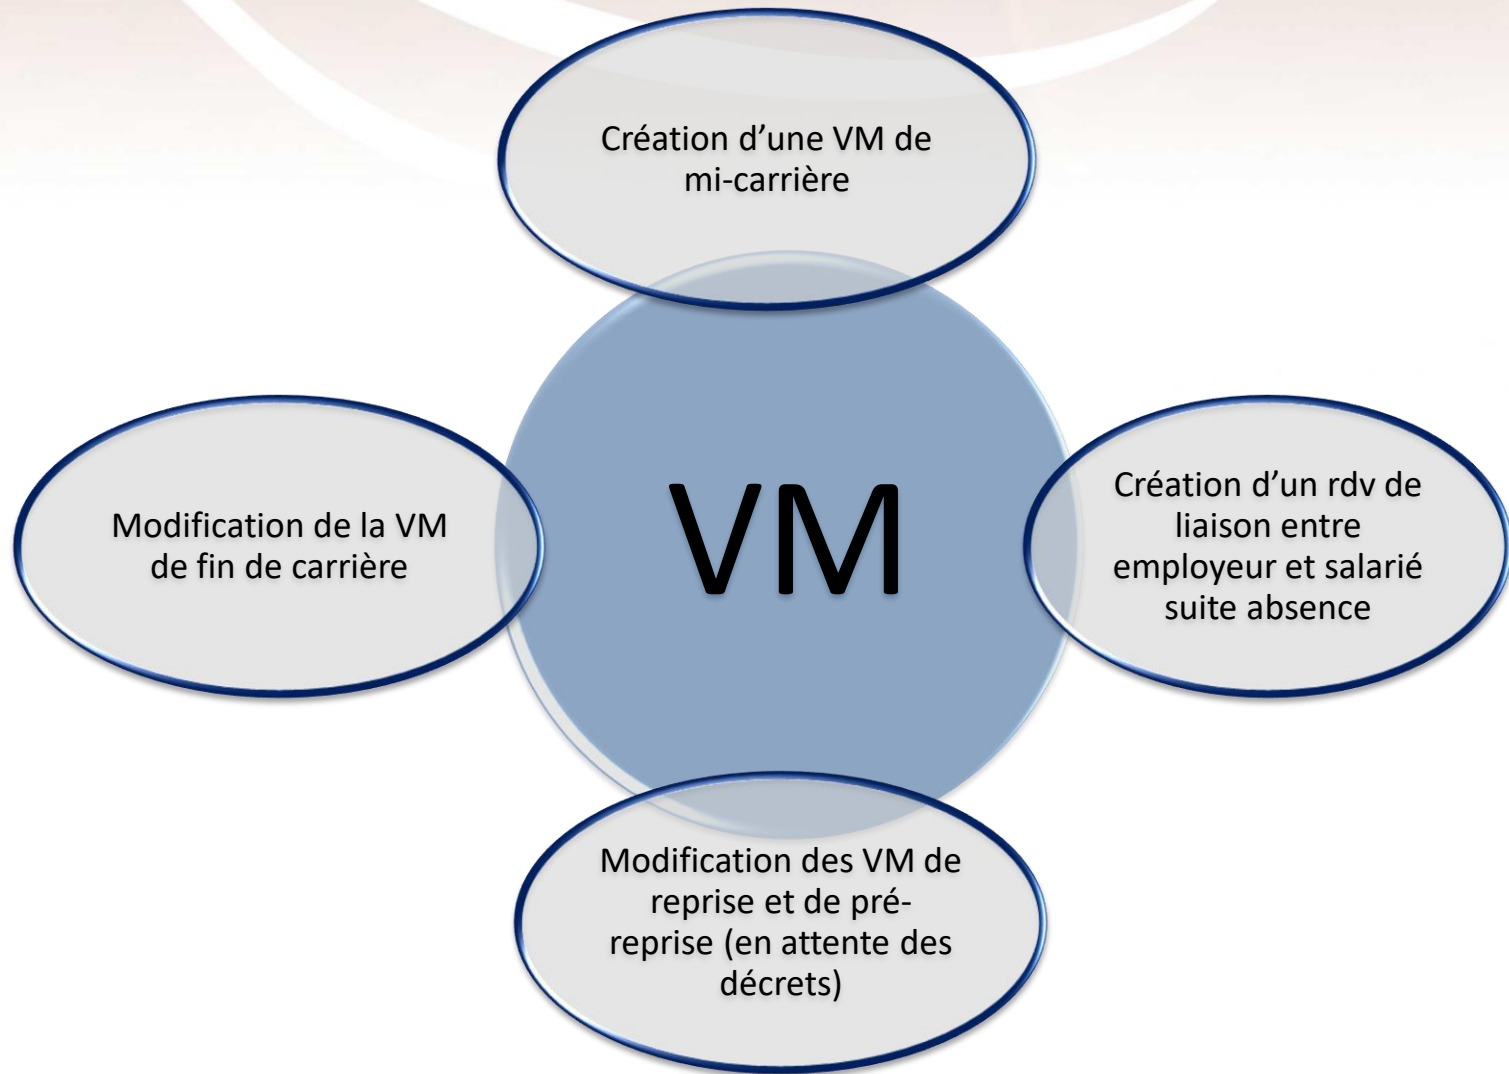 Création d’une VM de
mi-carrière
Modification de la VM
de fin de carrière
VM
Création d’un rdv de
liaison entre
employeur et salarié
suite absence
Modification des VM de
reprise et de pré-
reprise (en attente des
décrets)